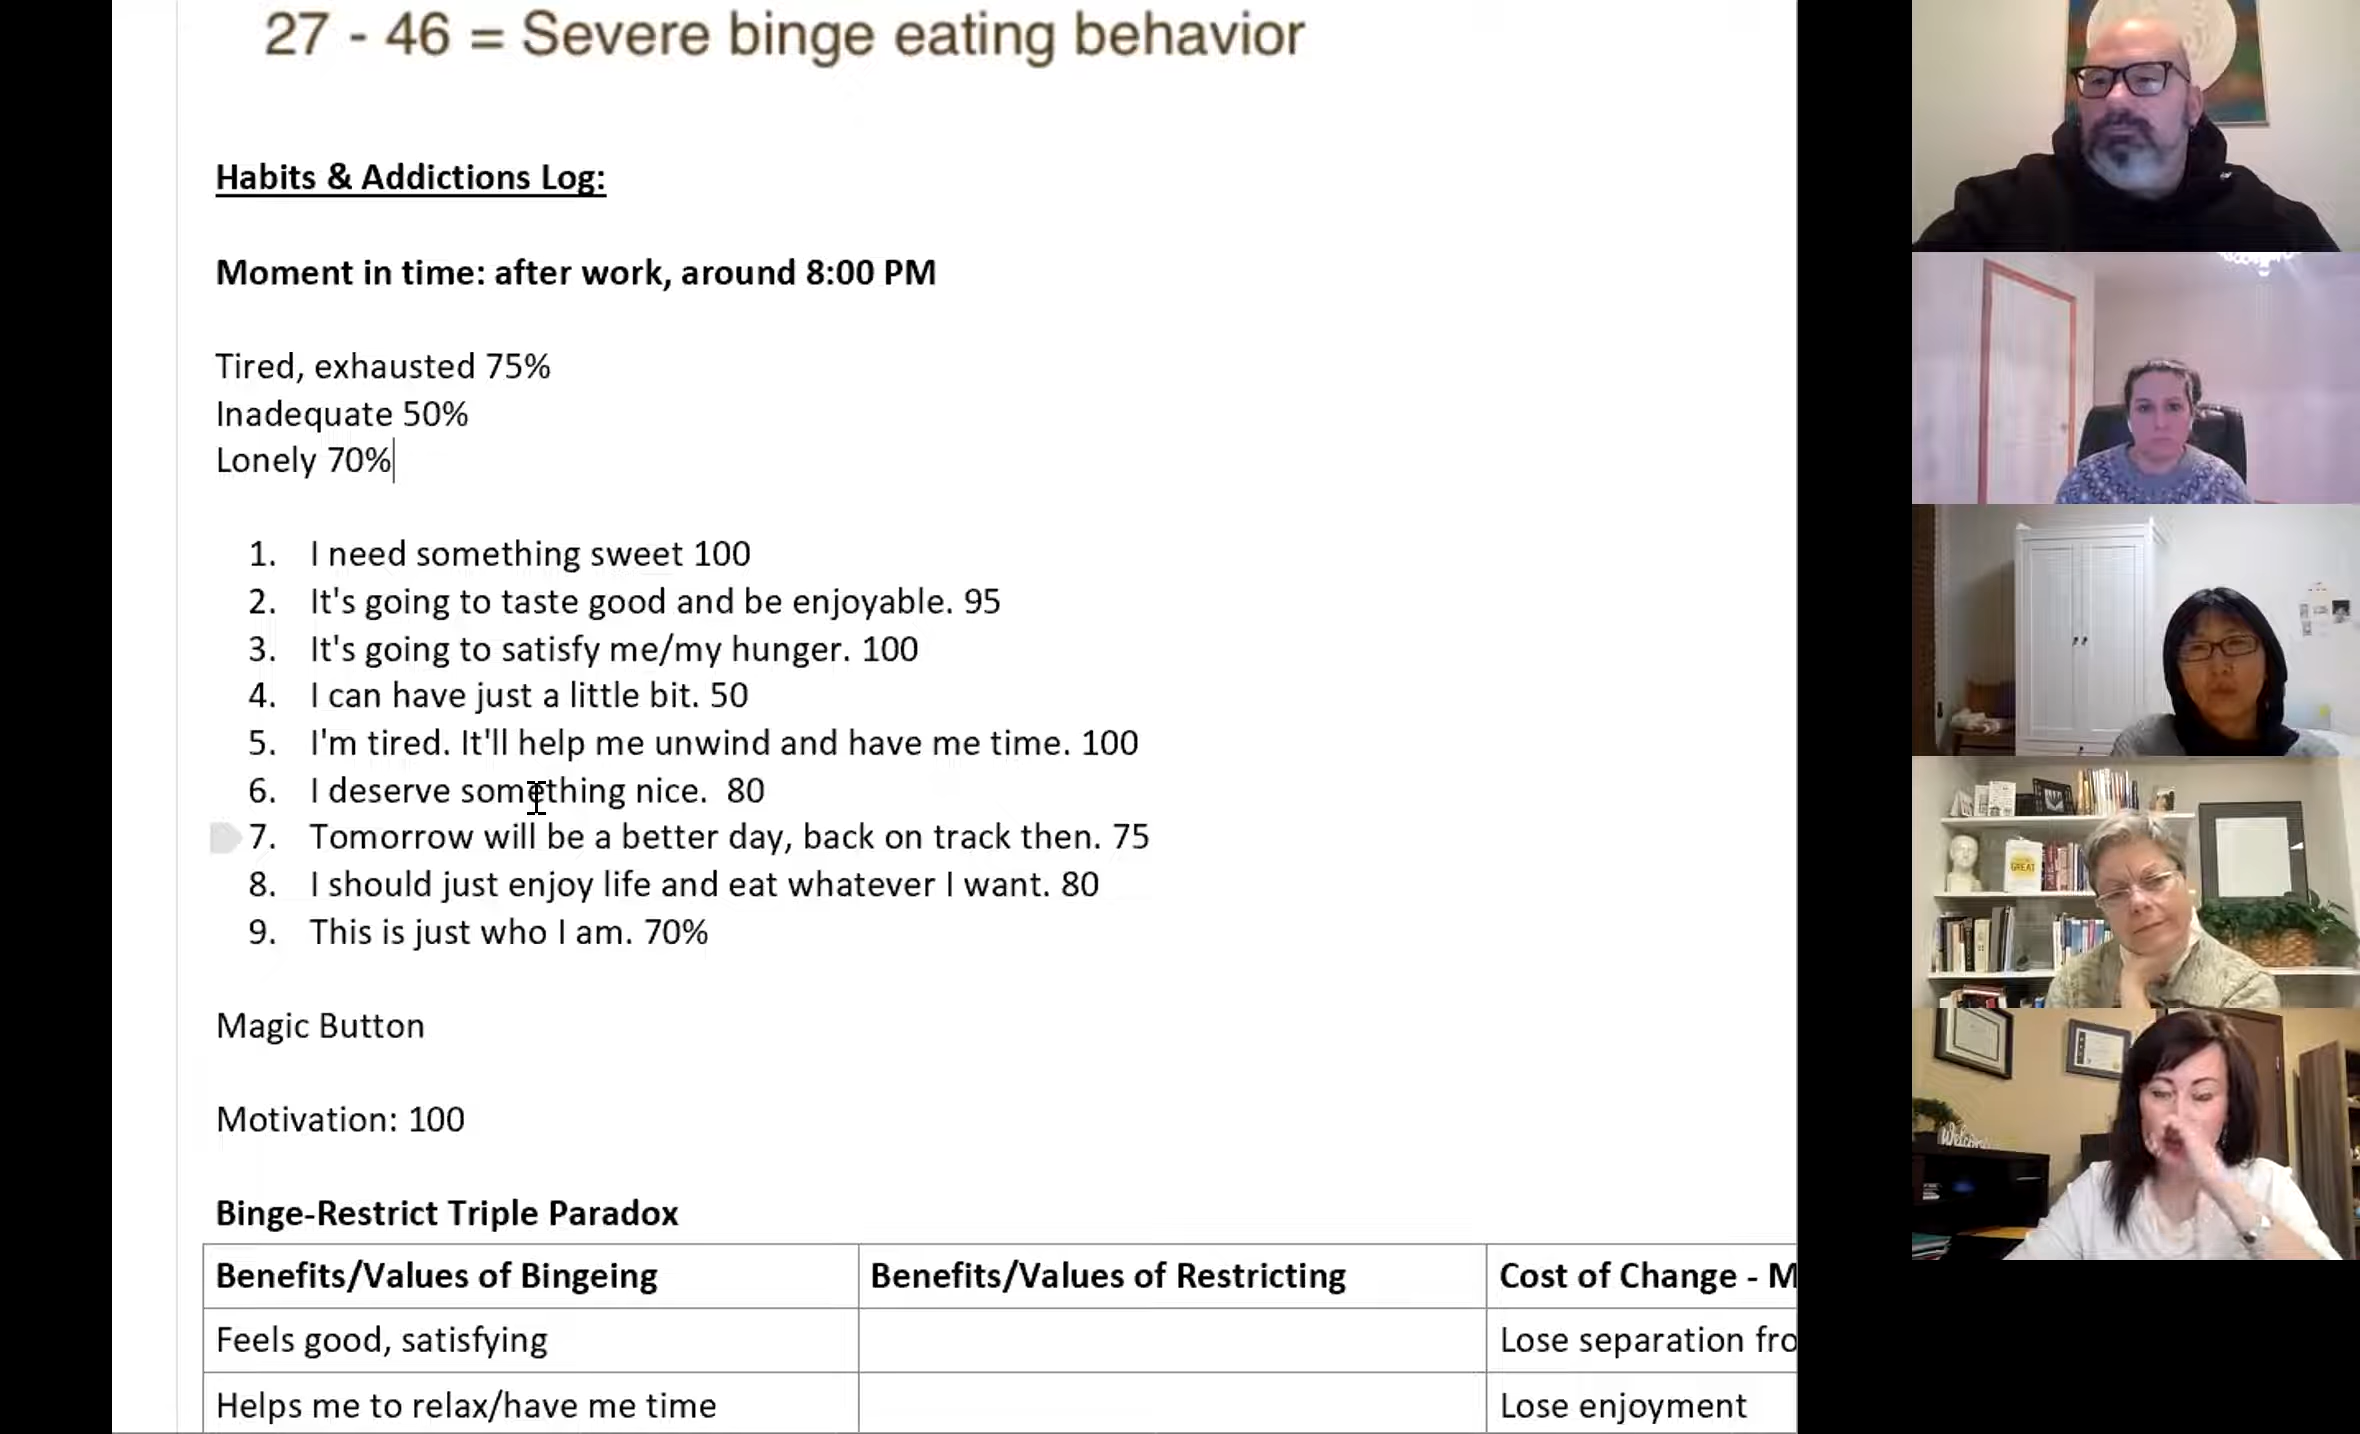 27 - 46 = Severe binge eating behavior
Habits & Addictions Log:
Moment in time: after work, around 8:00 PM
Tired, exhausted 75%
Inadequate 50%
Lonely 70%
1. I need something sweet 100
2. It's going to taste good and be enjoyable. 95
3. It's going to satisfy me/my hunger. 100
4. I can have just a little bit. 50
5. I'm tired. It'll help me unwind and have me time. 100
6. I deserve something nice.  80
7. Tomorrow will be a better day, back on track then. 75
8. I should just enjoy life and eat whatever I want. 80
9. This is just who I am. 70%
Magic Button
Motivation: 100
Binge-Restrict Triple Paradox
Benefits/Values of Bingeing Benefits/Values of Restricting Cost of Change - M
Feels good, satisfying Lose separation fro
Helps me to relax/have me time Lose enjoyment
GREAT
Welcome